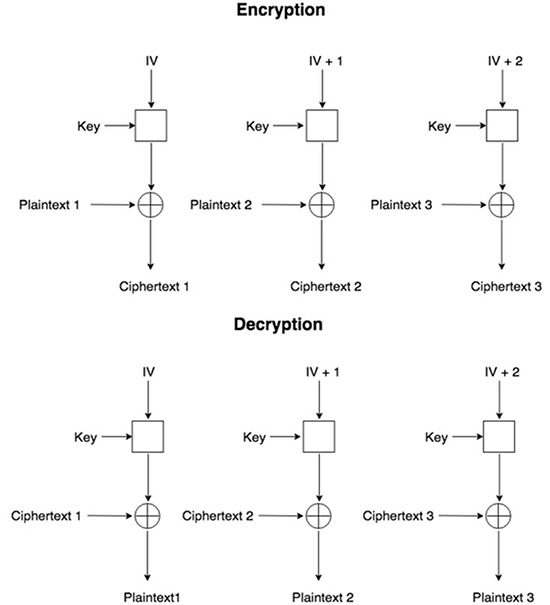 Encryption
IV IV + 1 IV + 2
Key Key Key
Plaintext 1 Plaintext 2 Plaintext 3
Ciphertext 1 Ciphertext 2 Ciphertext 3
Decryption
IV IV + 1 IV + 2
Key Key Key
Ciphertext 1 Ciphertext 2 Ciphertext 3
Plaintext1 Plaintext 2 Plaintext 3